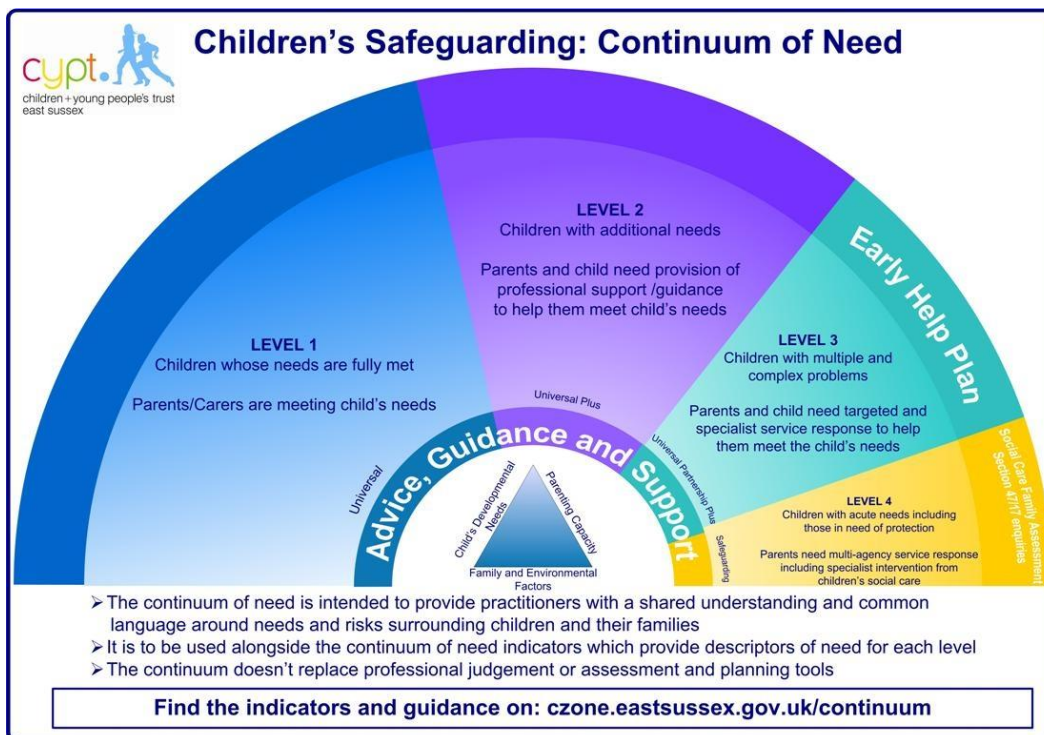 Children's Safeguarding: Continuum of Need
cypt.
children + young people's trust
east sussex
LEVEL 1
Children whose needs are fully met
Parents/Carers are meeting child's needs
LEVEL 2
Children with additional needs
Parents and child need provision of
professional support /guidance
to help them meet child's needs
LEVEL 3
Children with multiple and
complex problems
Parents and child need targeted and
specialist service response to help
them meet the child's needs
Early Help Plan
LEVEL 4
Children with acute needs including
those in need of protection
Parents need multi-agency service response
including specialist intervention from
children's social care
Social Care Family Assessment
Section 47/17 enquiries
Universal
Universal Plus
Universal Partnership Plus
Safeguarding
Advice, Guidance and Support
Child's Developmental
Needs
Parenting Capacity
Family and Environmental
Factors
➢ The continuum of need is intended to provide practitioners with a shared understanding and common
language around needs and risks surrounding children and their families
➢ It is to be used alongside the continuum of need indicators which provide descriptors of need for each level
➢ The continuum doesn't replace professional judgement or assessment and planning tools
Find the indicators and guidance on: czone.eastsussex.gov.uk/continuum